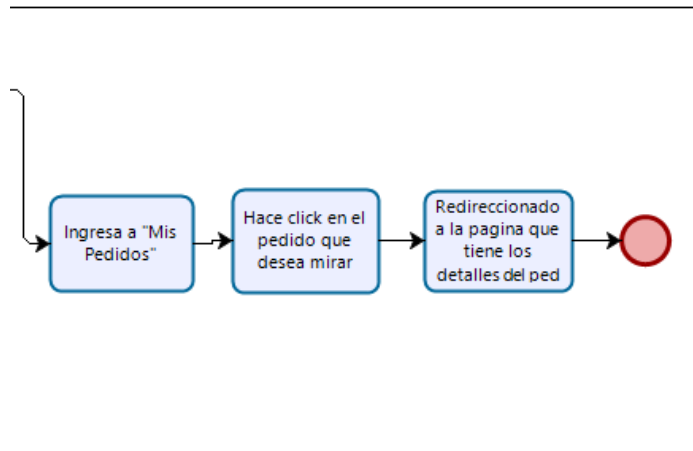 Ingresa a "Mis
Pedidos"
Hace click en el
pedido que
desea mirar
Redireccionado
a la pagina que
tiene los
detalles del ped